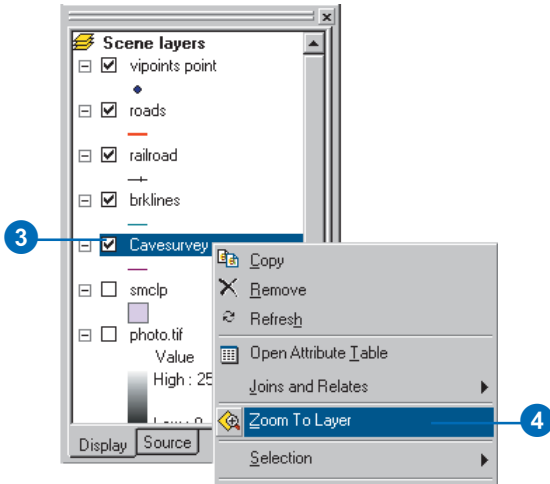 Scene layers
vipoints point
roads
railroad
brklines
3
Cavesurvey
smclp
photo.tif
Value
High : 25
Display
Source
Copy
Remove
Refresh
Open Attribute Table
Joins and Relates
Zoom To Layer
4
Selection